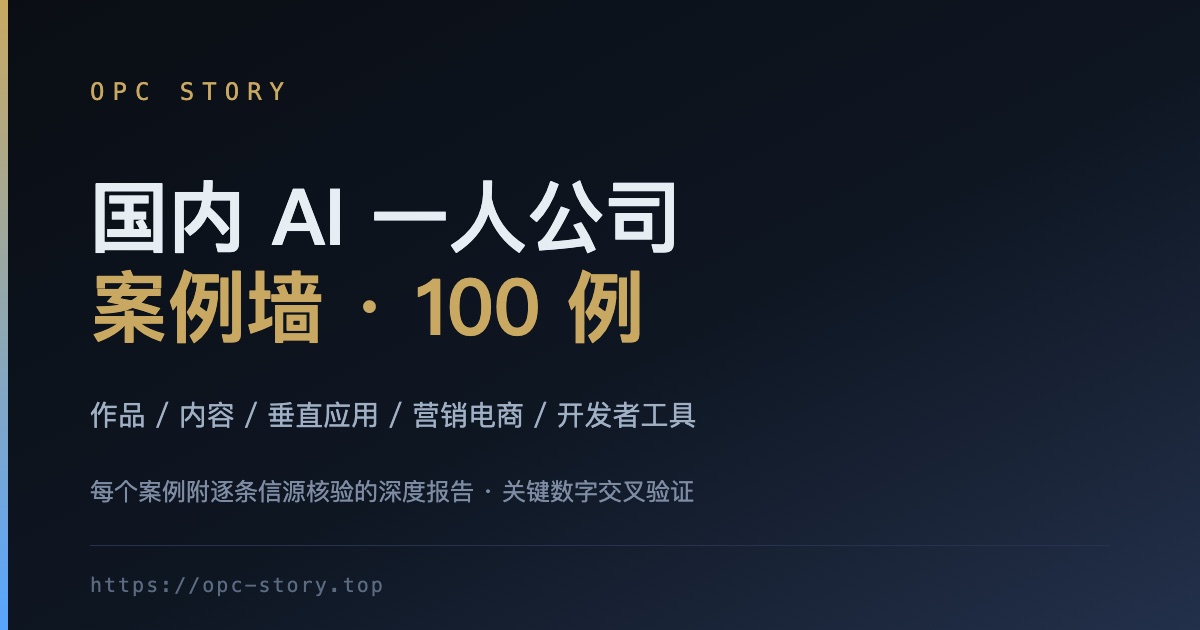 OPC STORY
国内 AI 一人公司
案例墙 · 100 例
作品 / 内容 / 垂直应用 / 营销电商 / 开发者工具
每个案例附逐条信源核验的深度报告 · 关键数字交叉验证
https://opc-story.top